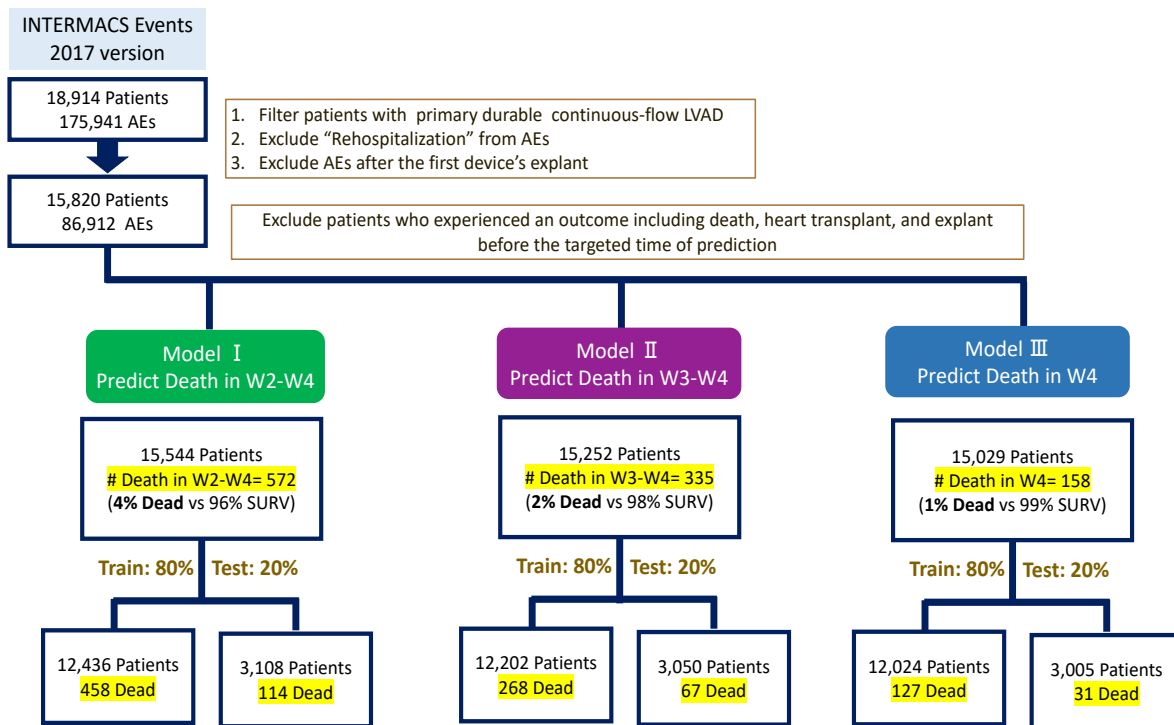 INTERMACS Events
2017 version
18,914 Patients
175,941 AEs
1. Filter patients with primary durable continuous-flow LVAD
2. Exclude “Rehospitalization” from AEs
3. Exclude AEs after the first device’s explant
15,820 Patients
86,912 AEs
Exclude patients who experienced an outcome including death, heart transplant, and explant
before the targeted time of prediction
Model Ⅰ
Predict Death in W2-W4
Model Ⅱ
Predict Death in W3-W4
Model Ⅲ
Predict Death in W4
15,544 Patients
# Death in W2-W4= 572
(4% Dead vs 96% SURV)
15,252 Patients
# Death in W3-W4= 335
(2% Dead vs 98% SURV)
15,029 Patients
# Death in W4= 158
(1% Dead vs 99% SURV)
Train: 80% Test: 20%
Train: 80% Test: 20%
Train: 80% Test: 20%
12,436 Patients
458 Dead
3,108 Patients
114 Dead
12,202 Patients
268 Dead
3,050 Patients
67 Dead
12,024 Patients
127 Dead
3,005 Patients
31 Dead